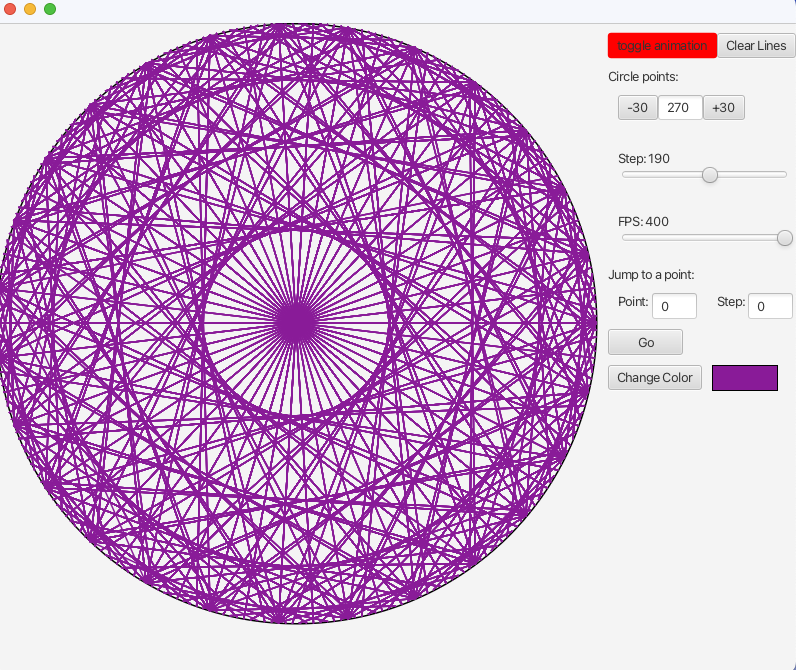 toggle animation Clear Lines
Circle points:
-30 270 +30
Step: 190
FPS: 400
Jump to a point:
Point: 0 Step: 0
Go
Change Color